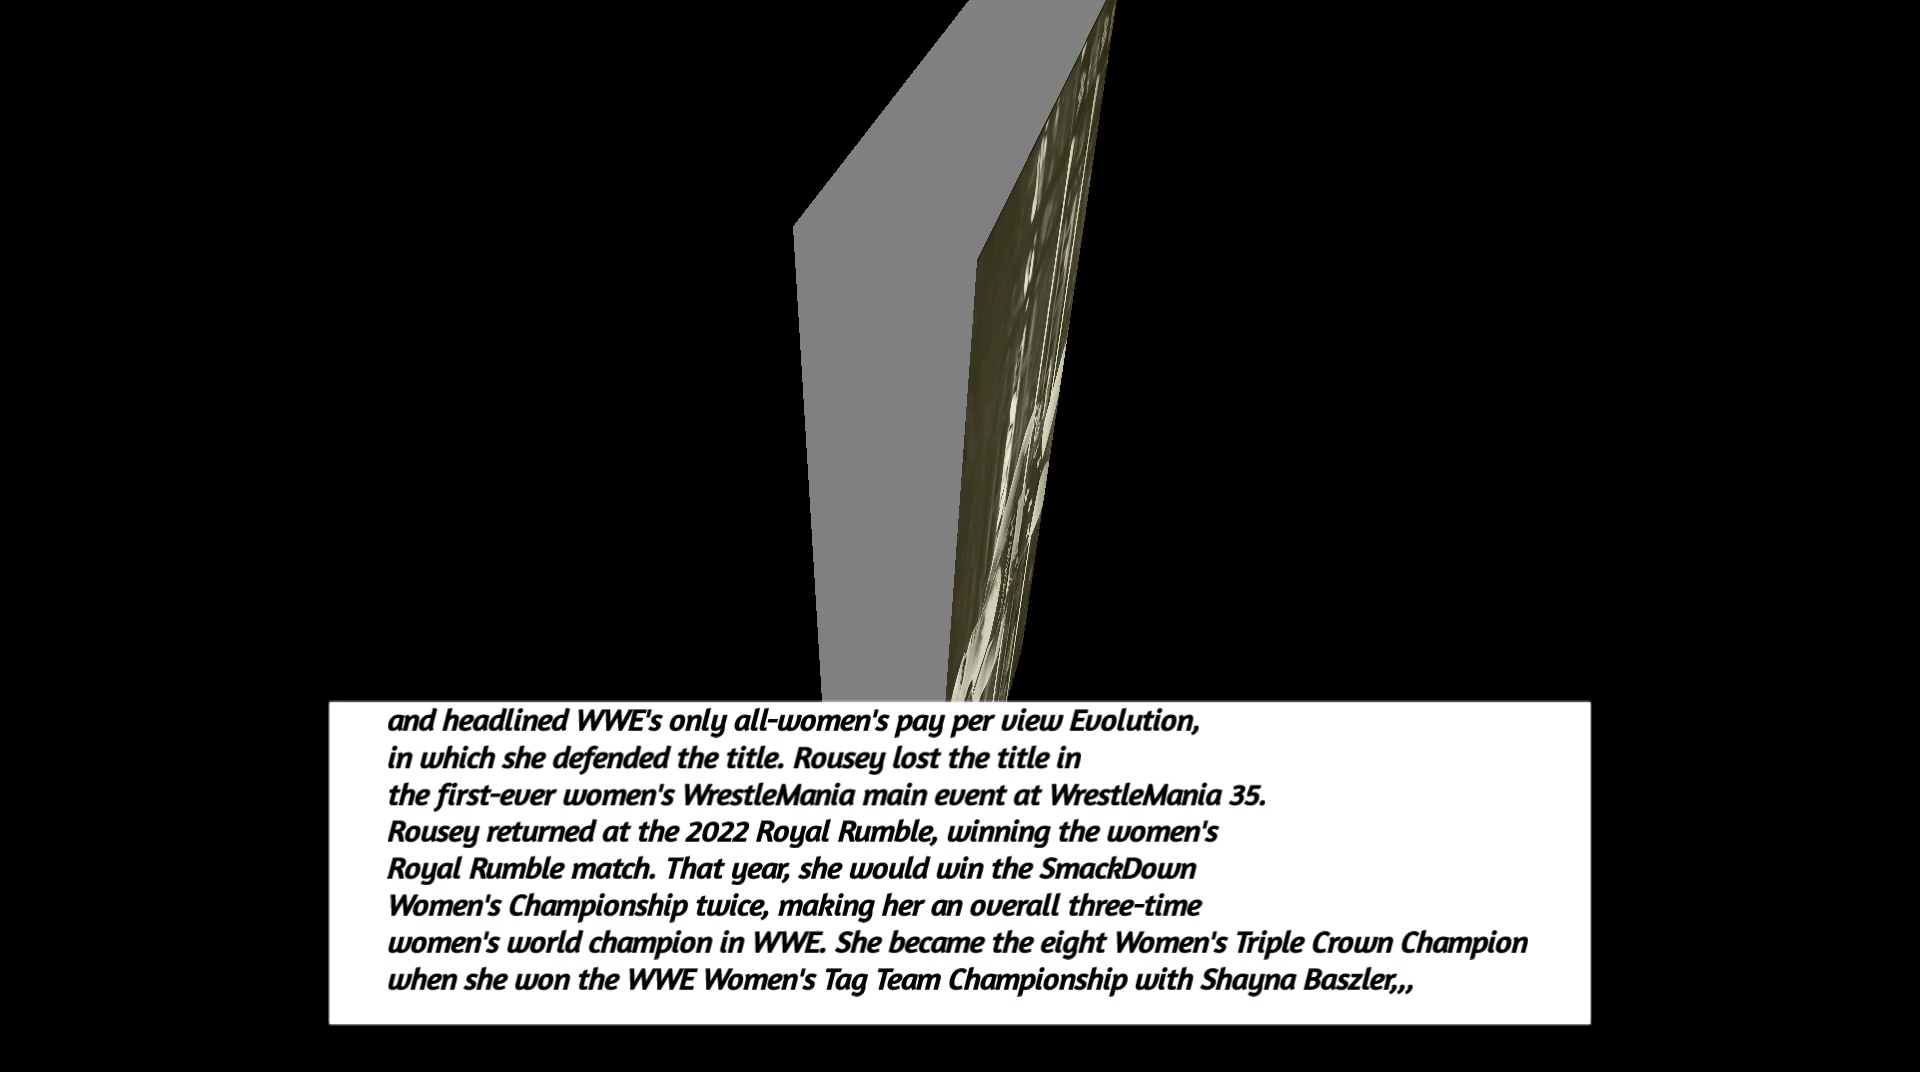 and headlined WWE's only all-women's pay per view Evolution,
in which she defended the title. Rousey lost the title in
the first-ever women's WrestleMania main event at WrestleMania 35.
Rousey returned at the 2022 Royal Rumble, winning the women's
Royal Rumble match. That year, she would win the SmackDown
Women's Championship twice, making her an overall three-time
women's world champion in WWE. She became the eight Women's Triple Crown Champion
when she won the WWE Women's Tag Team Championship with Shayna Baszler,,,